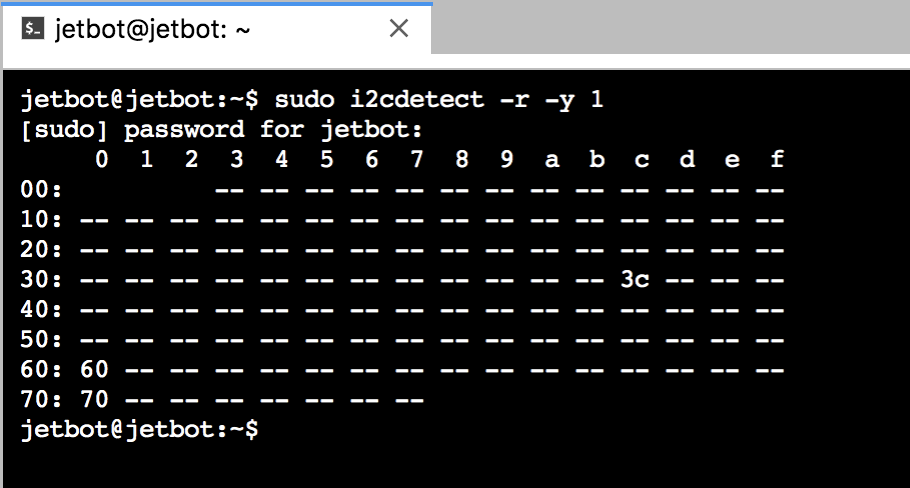 $_ jetbot@jetbot: ~ ×
jetbot@jetbot:~$ sudo i2cdetect -r -y 1
[sudo] password for jetbot:
     0  1  2  3  4  5  6  7  8  9  a  b  c  d  e  f
00:          -- -- -- -- -- -- -- -- -- -- -- -- --
10: -- -- -- -- -- -- -- -- -- -- -- -- -- -- -- --
20: -- -- -- -- -- -- -- -- -- -- -- -- -- -- -- --
30: -- -- -- -- -- -- -- -- -- -- -- -- 3c -- -- --
40: -- -- -- -- -- -- -- -- -- -- -- -- -- -- -- --
50: -- -- -- -- -- -- -- -- -- -- -- -- -- -- -- --
60: 60 -- -- -- -- -- -- -- -- -- -- -- -- -- -- --
70: 70 -- -- -- -- -- -- --
jetbot@jetbot:~$